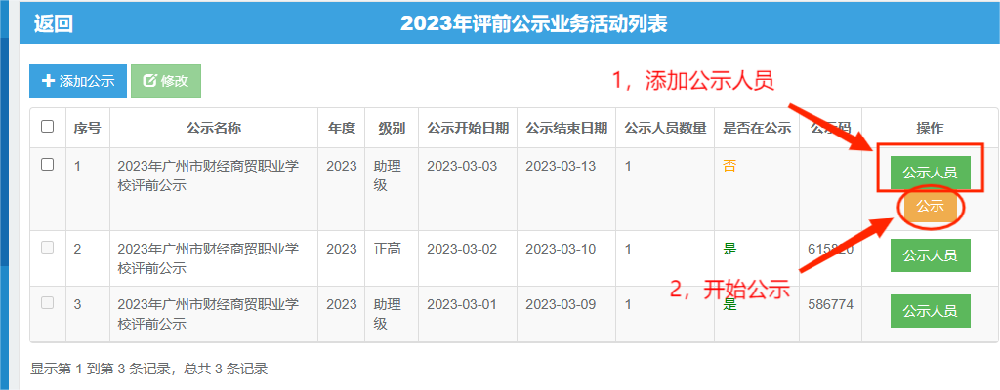 返回
2023年评前公示业务活动列表
添加公示 修改
1，添加公示人员
序号 公示名称 年度 级别 公示开始日期 公示结束日期 公示人员数量 是否在公示 公示码 操作
1 2023年广州市财经商贸职业学 2023 助理 2023-03-03 2023-03-13 1 否 公示人员
校评前公示 级
公示
2 2023年广州市财经商贸职业学 2023 正高 2023-03-02 2023-03-10 1 是 公示人员
校评前公示
2，开始公示
3 2023年广州市财经商贸职业学 2023 助理 2023-03-01 2023-03-09 1 是 586774 公示人员
校评前公示 级
显示第 1 到第 3 条记录，总共 3 条记录